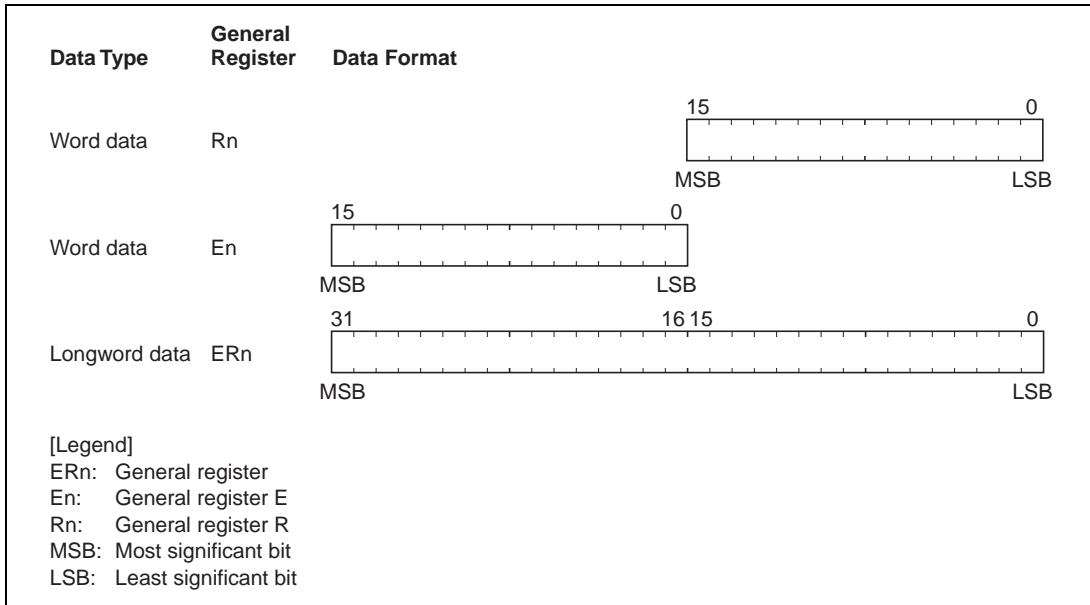 General
Data Type Register Data Format
15 0
Word data Rn
MSB LSB
15 0
Word data En
MSB LSB
31 16 15 0
Longword data ERn
MSB LSB
[Legend]
ERn: General register
En: General register E
Rn: General register R
MSB: Most significant bit
LSB: Least significant bit